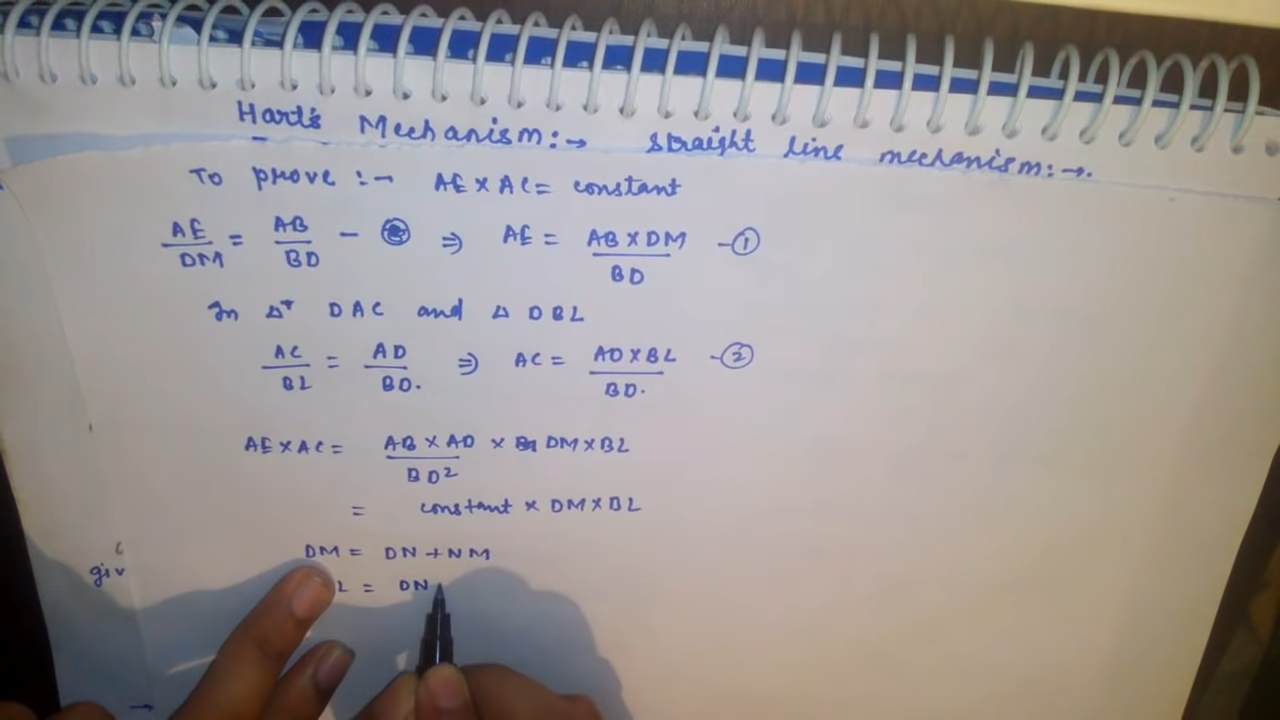 Hart's Mechanism:→ straight line mechanism:→.
To prove :→ AE×AC= constant
AE/DM = AB/BD − ⇒ AE = AB×DM/BD −①
In Δr DAC and Δ DBL
AC/BL = AD/BD. ⇒ AC= AD×BL/BD. −②
AE×AC= AB×AD/BD² × DM×BL
= constant × DM×BL
DM= DN+NM
giv
L = DN
→